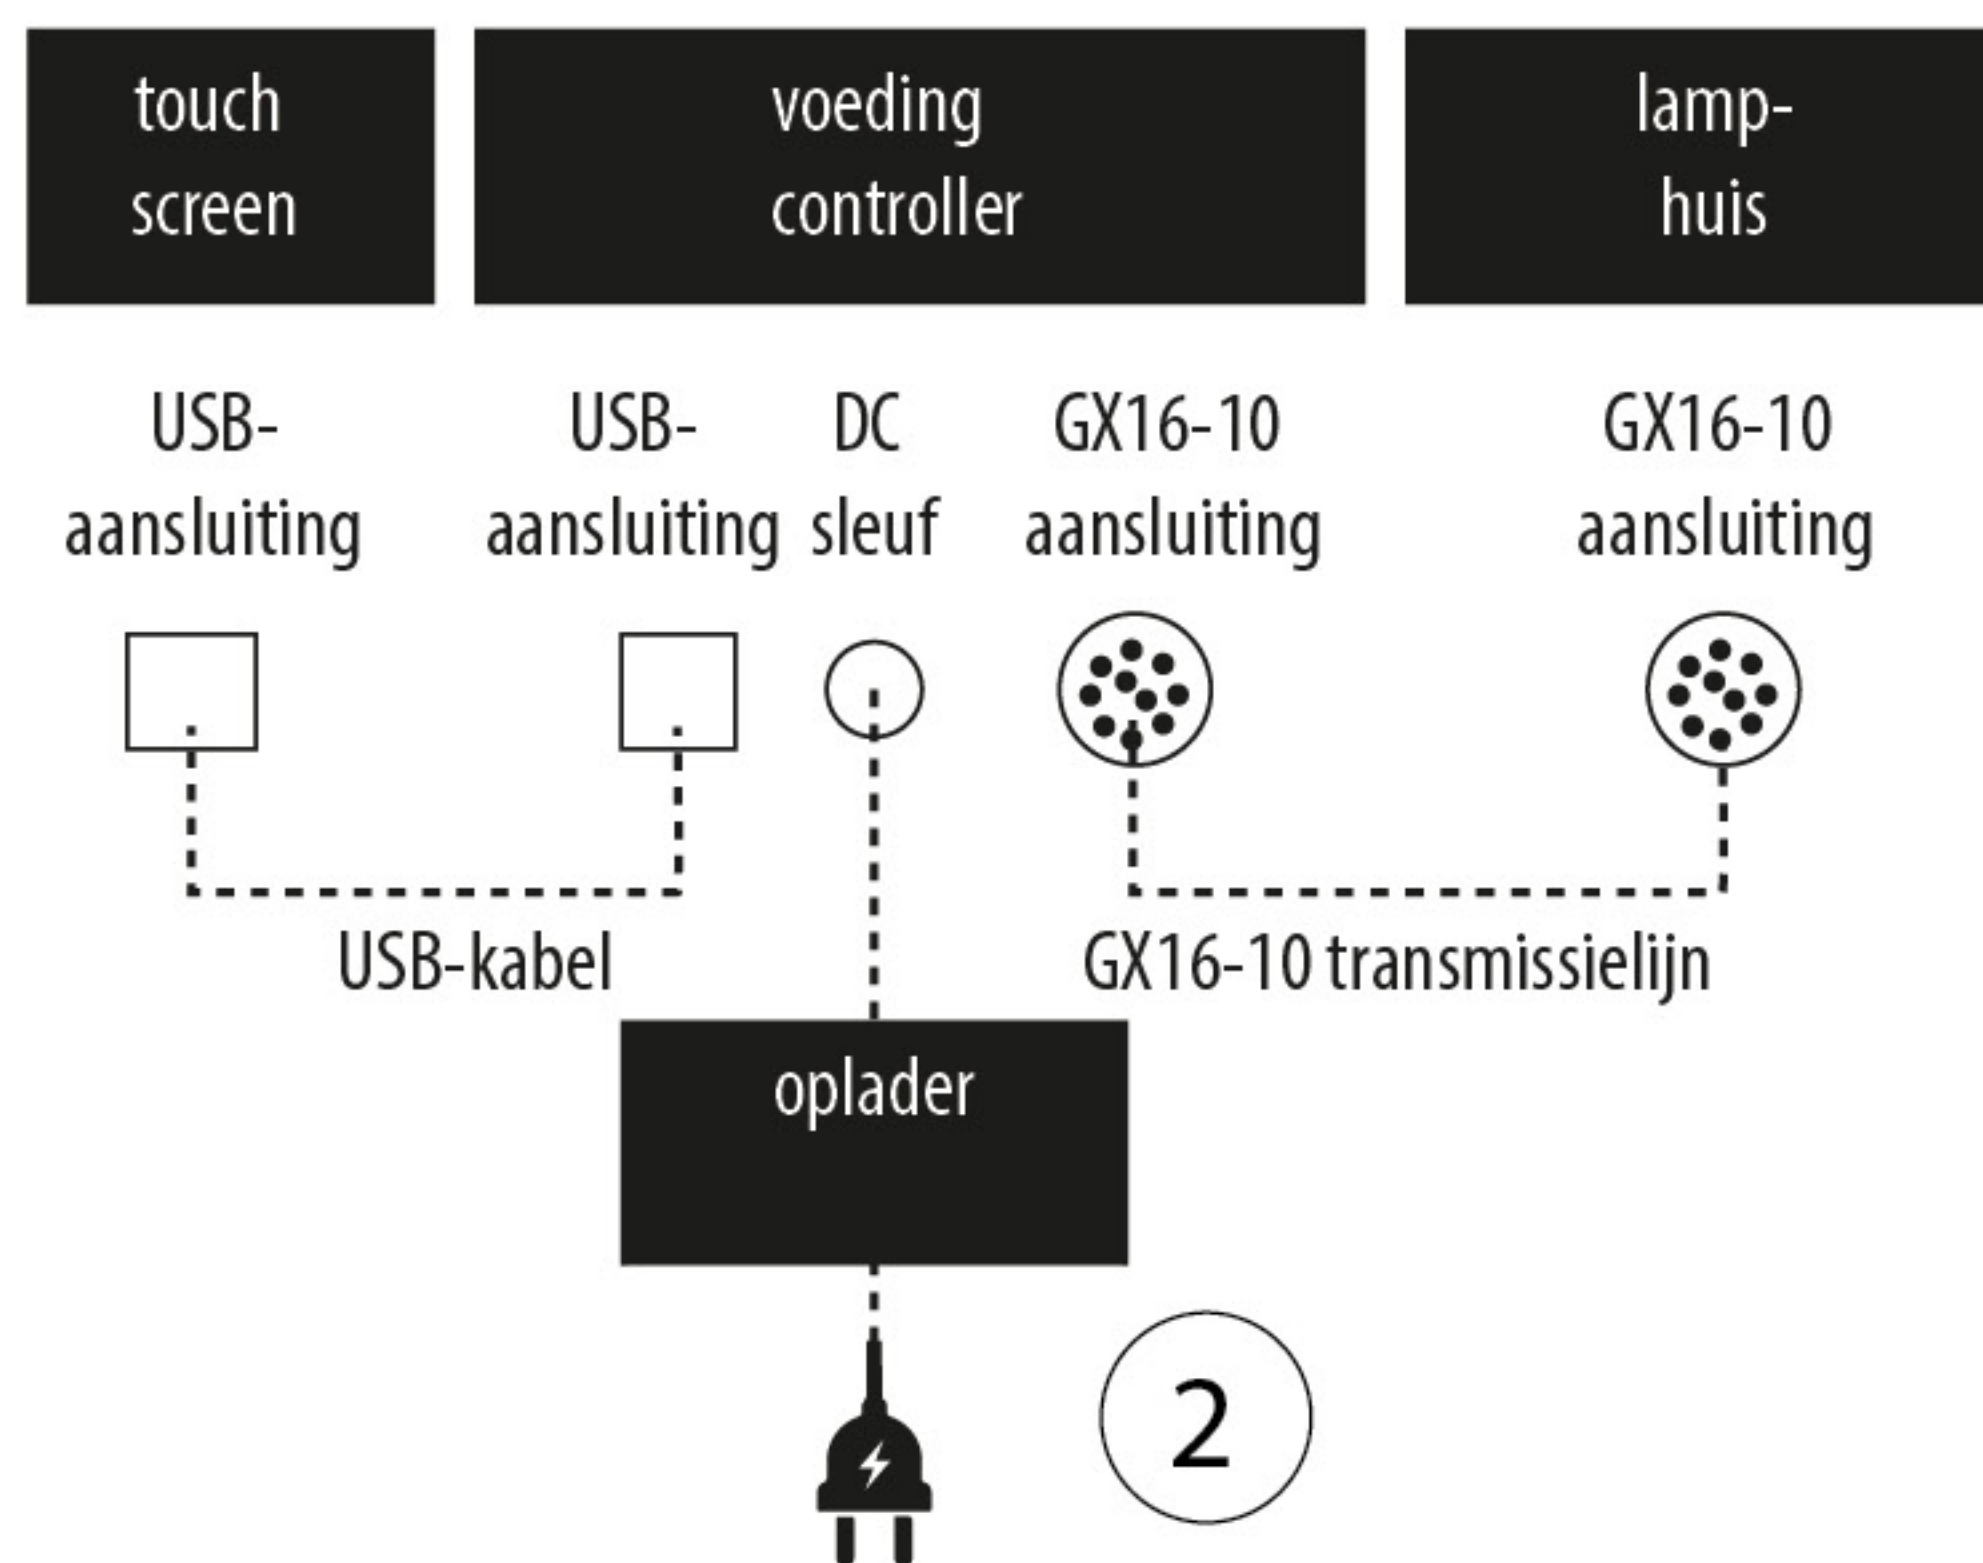 touch
screen
voeding
controller
lamp-
huis
USB-
aansluiting
USB-
aansluiting
DC
sleuf
GX16-10
aansluiting
GX16-10
aansluiting
USB-kabel
GX16-10 transmissielijn
oplader
2